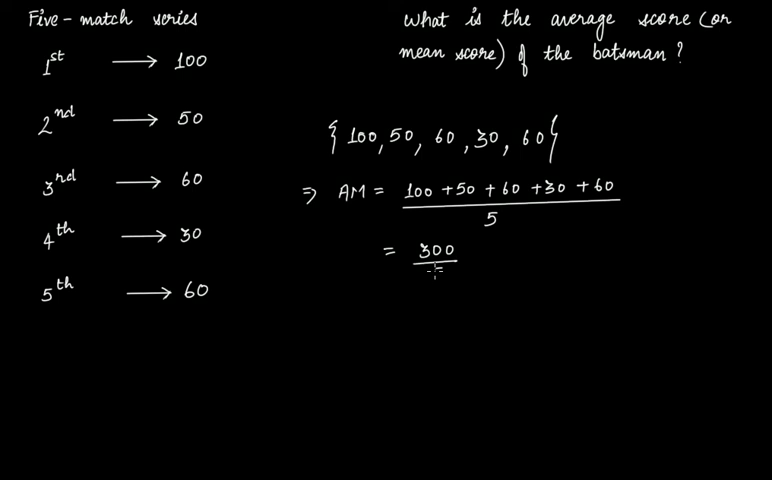 Five-match series
1st → 100
2nd → 50
3rd → 60
4th → 30
5th → 60
What is the average score (or
mean score) of the batsman?
{100, 50, 60, 30, 60}
⇒ AM = 100 + 50 + 60 + 30 + 60
5
= 300